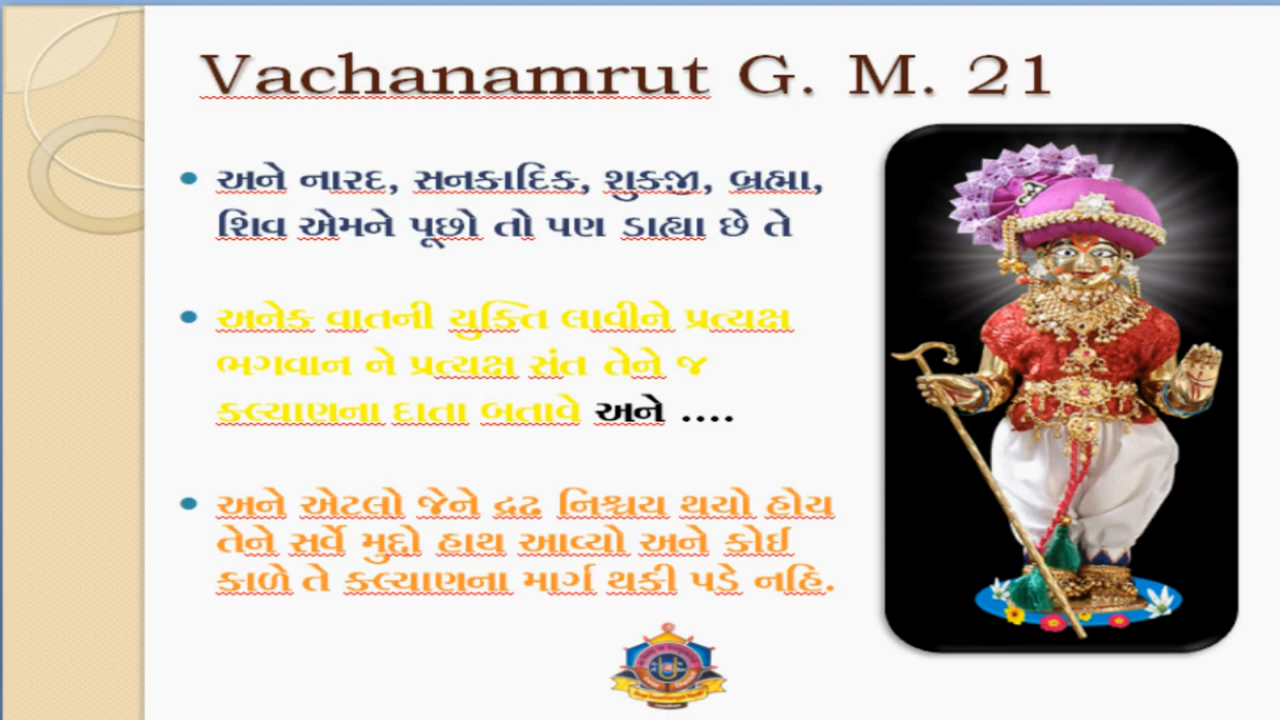 Vachanamrut G. M. 21
અને નારદ, સનકાદિક, શુક્જી, બ્રહ્મા,
શિવ એમને પૂછો તો પણ ડાહ્યા છે તે
અનેક વાતની યુક્તિ લાવીને પ્રત્યક્ષ
ભગવાન ને પ્રત્યક્ષ સંત તેને જ
કલ્યાણના દાતા બતાવે અને ....
અને એટલો જેને દ્રઢ નિશ્ચય થયો હોય
તેને સર્વે મુદ્દો હાથ આવ્યો અને કોઈ
કાળે તે કલ્યાણના માર્ગ થકી પડે નહિ.